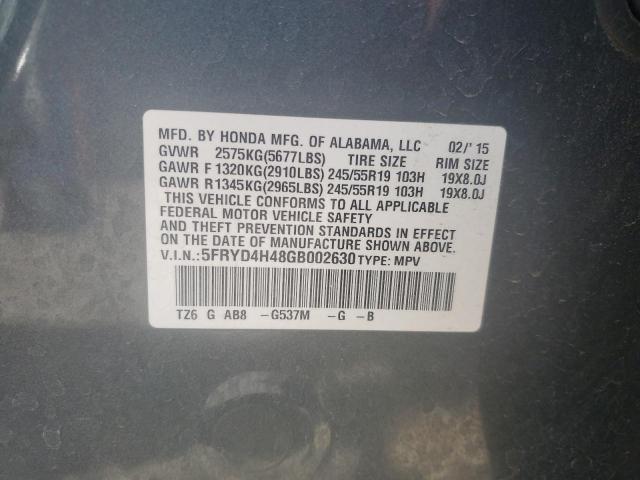 MFD. BY HONDA MFG. OF ALABAMA, LLC 02/'15
GVWR 2575KG(5677LBS) TIRE SIZE RIM SIZE
GAWR F 1320KG(2910LBS) 245/55R19 103H 19X8.0J
GAWR R1345KG(2965LBS) 245/55R19 103H 19X8.0J
THIS VEHICLE CONFORMS TO ALL APPLICABLE
FEDERAL MOTOR VEHICLE SAFETY
AND THEFT PREVENTION STANDARDS IN EFFECT
ON THE DATE OF MANUFACTURE SHOWN ABOVE.
V.I.N.:5FRYD4H48GB002630 TYPE: MPV
TZ6 G AB8 –G537M –G –B